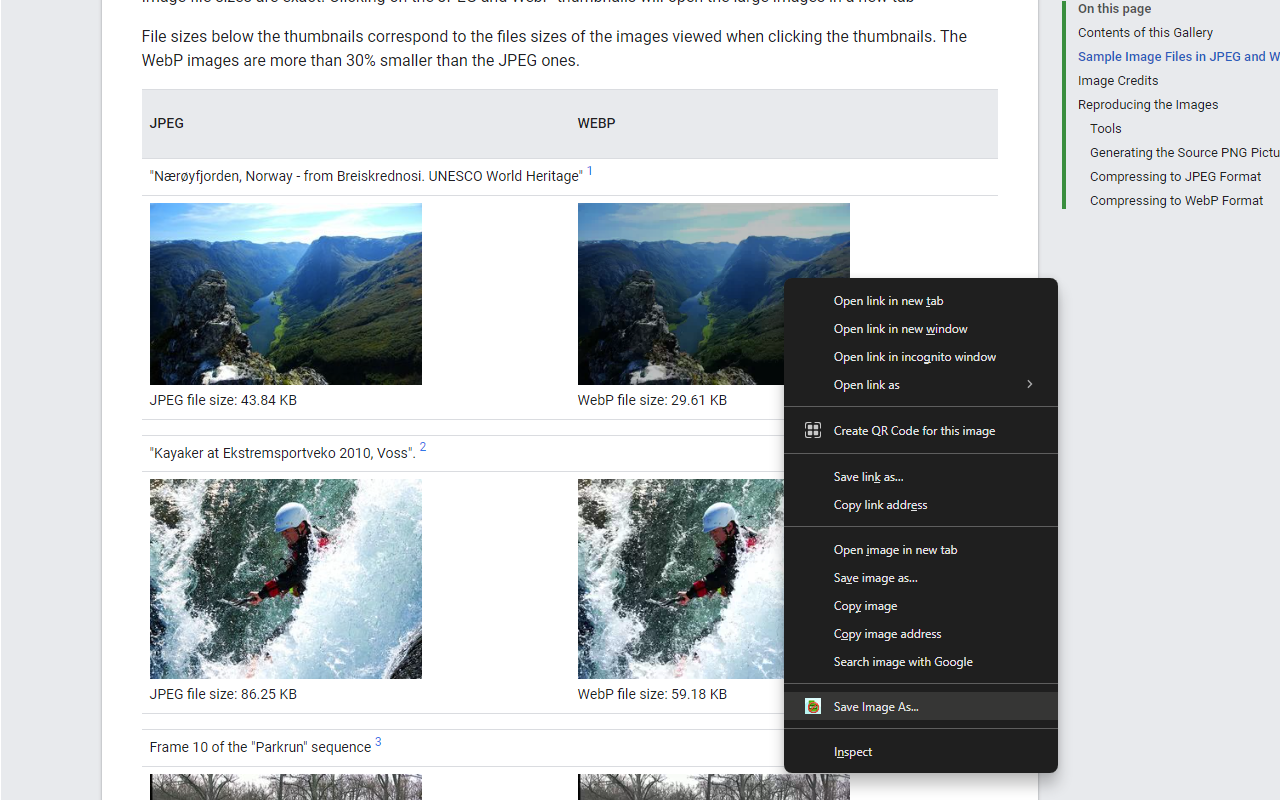 File sizes below the thumbnails correspond to the files sizes of the images viewed when clicking the thumbnails. The
WebP images are more than 30% smaller than the JPEG ones.
JPEG WEBP
"Nærøyfjorden, Norway - from Breiskrednosi. UNESCO World Heritage" 1
JPEG file size: 43.84 KB WebP file size: 29.61 KB
"Kayaker at Ekstremsportveko 2010, Voss". 2
JPEG file size: 86.25 KB WebP file size: 59.18 KB
Frame 10 of the "Parkrun" sequence 3
Open link in new tab
Open link in new window
Open link in incognito window
Open link as
Create QR Code for this image
Save link as...
Copy link address
Open image in new tab
Save image as...
Copy image
Copy image address
Search image with Google
Save Image As...
Inspect
On this page
Contents of this Gallery
Sample Image Files in JPEG and W
Image Credits
Reproducing the Images
Tools
Generating the Source PNG Pictu
Compressing to JPEG Format
Compressing to WebP Format